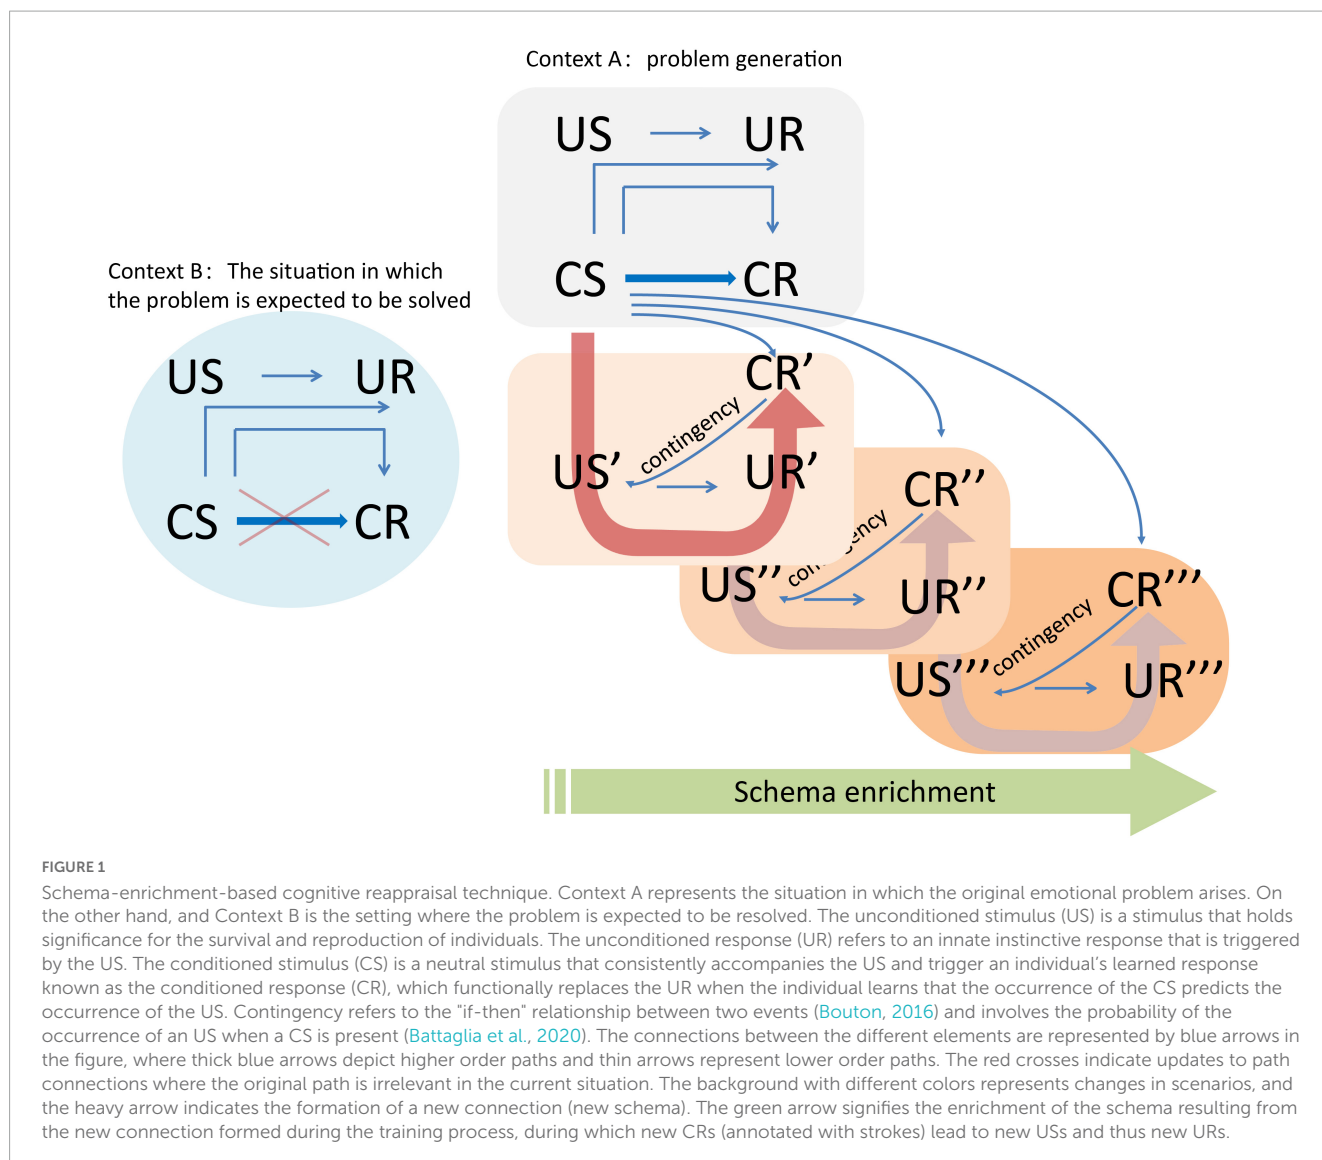 Context A: problem generation
US UR
CS CR
Context B: The situation in which
the problem is expected to be solved
US UR
CS CR
CR'
contingency
US' UR'
CR''
contingency
US'' UR''
CR'''
contingency
US''' UR'''
Schema enrichment
FIGURE 1
Schema-enrichment-based cognitive reappraisal technique. Context A represents the situation in which the original emotional problem arises. On
the other hand, and Context B is the setting where the problem is expected to be resolved. The unconditioned stimulus (US) is a stimulus that holds
significance for the survival and reproduction of individuals. The unconditioned response (UR) refers to an innate instinctive response that is triggered
by the US. The conditioned stimulus (CS) is a neutral stimulus that consistently accompanies the US and trigger an individual's learned response
known as the conditioned response (CR), which functionally replaces the UR when the individual learns that the occurrence of the CS predicts the
occurrence of the US. Contingency refers to the "if-then" relationship between two events (Bouton, 2016) and involves the probability of the
occurrence of an US when a CS is present (Battaglia et al., 2020). The connections between the different elements are represented by blue arrows in
the figure, where thick blue arrows depict higher order paths and thin arrows represent lower order paths. The red crosses indicate updates to path
connections where the original path is irrelevant in the current situation. The background with different colors represents changes in scenarios, and
the heavy arrow indicates the formation of a new connection (new schema). The green arrow signifies the enrichment of the schema resulting from
the new connection formed during the training process, during which new CRs (annotated with strokes) lead to new USs and thus new URs.